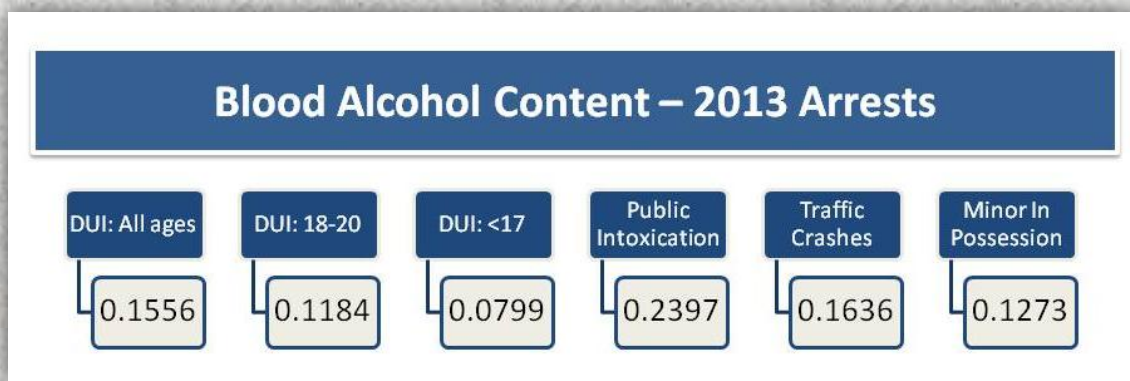 Blood Alcohol Content – 2013 Arrests
DUI: All ages
0.1556
DUI: 18-20
0.1184
DUI: <17
0.0799
Public
Intoxication
0.2397
Traffic
Crashes
0.1636
Minor In
Possession
0.1273